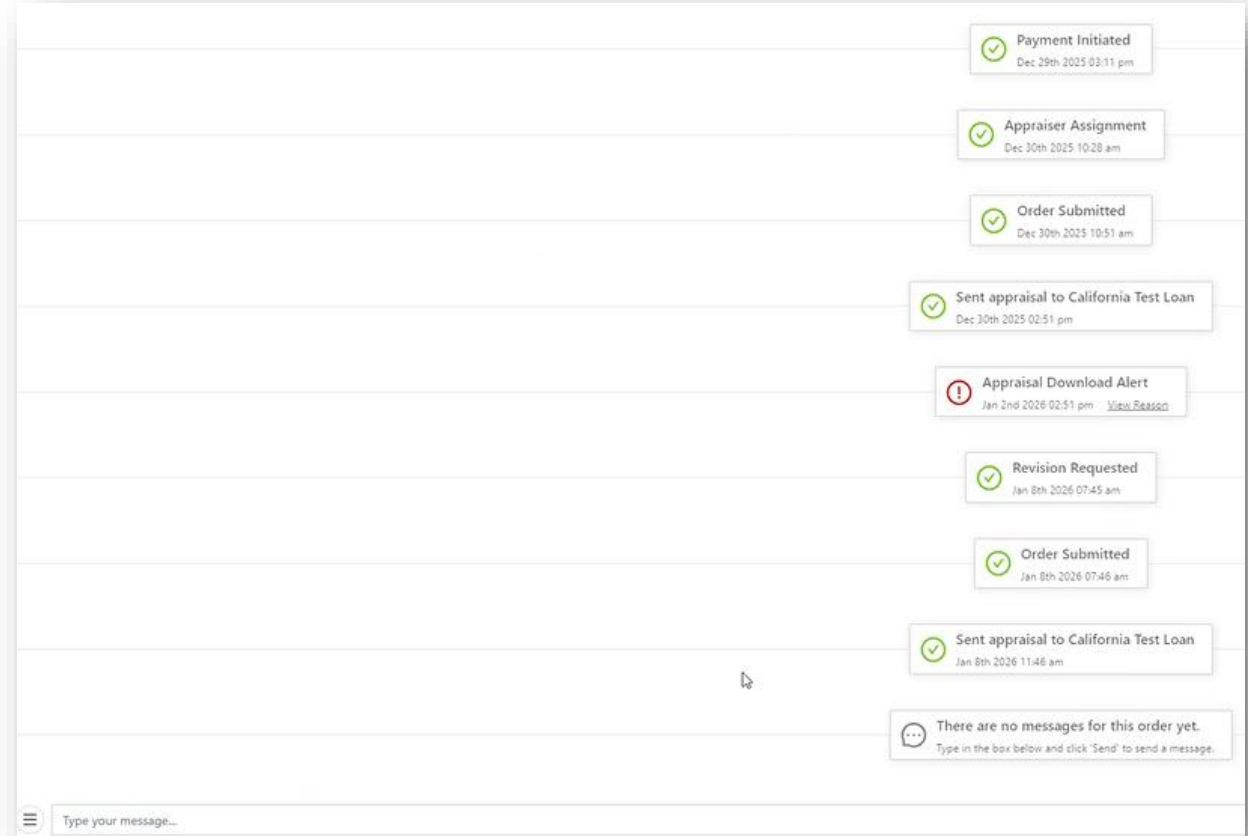 Payment Initiated
Dec 29th 2025 03:11 pm
Appraiser Assignment
Dec 30th 2025 10:28 am
Order Submitted
Dec 30th 2025 10:51 am
Sent appraisal to California Test Loan
Dec 30th 2025 02:51 pm
Appraisal Download Alert
Jan 2nd 2026 02:51 pm View Reason
Revision Requested
Jan 8th 2026 07:45 am
Order Submitted
Jan 8th 2026 07:46 am
Sent appraisal to California Test Loan
Jan 8th 2026 11:46 am
There are no messages for this order yet.
Type in the box below and click 'Send' to send a message.
Type your message...